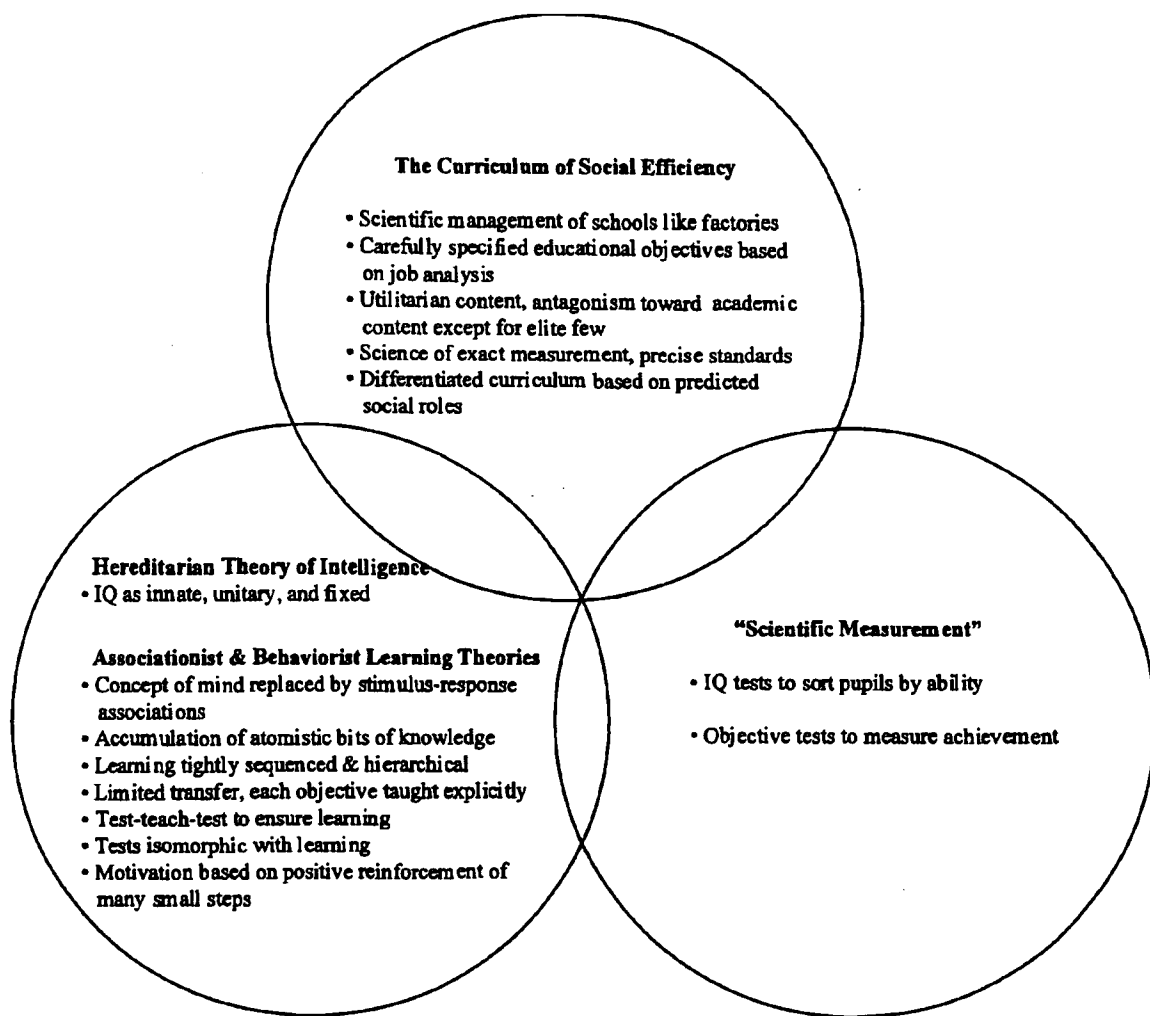 The Curriculum of Social Efficiency
• Scientific management of schools like factories
• Carefully specified educational objectives based
on job analysis
• Utilitarian content, antagonism toward academic
content except for elite few
• Science of exact measurement, precise standards
• Differentiated curriculum based on predicted
social roles
Hereditarian Theory of Intelligence
• IQ as innate, unitary, and fixed
Associationist & Behaviorist Learning Theories
• Concept of mind replaced by stimulus-response
associations
• Accumulation of atomistic bits of knowledge
• Learning tightly sequenced & hierarchical
• Limited transfer, each objective taught explicitly
• Test-teach-test to ensure learning
• Tests isomorphic with learning
• Motivation based on positive reinforcement of
many small steps
“Scientific Measurement”
• IQ tests to sort pupils by ability
• Objective tests to measure achievement